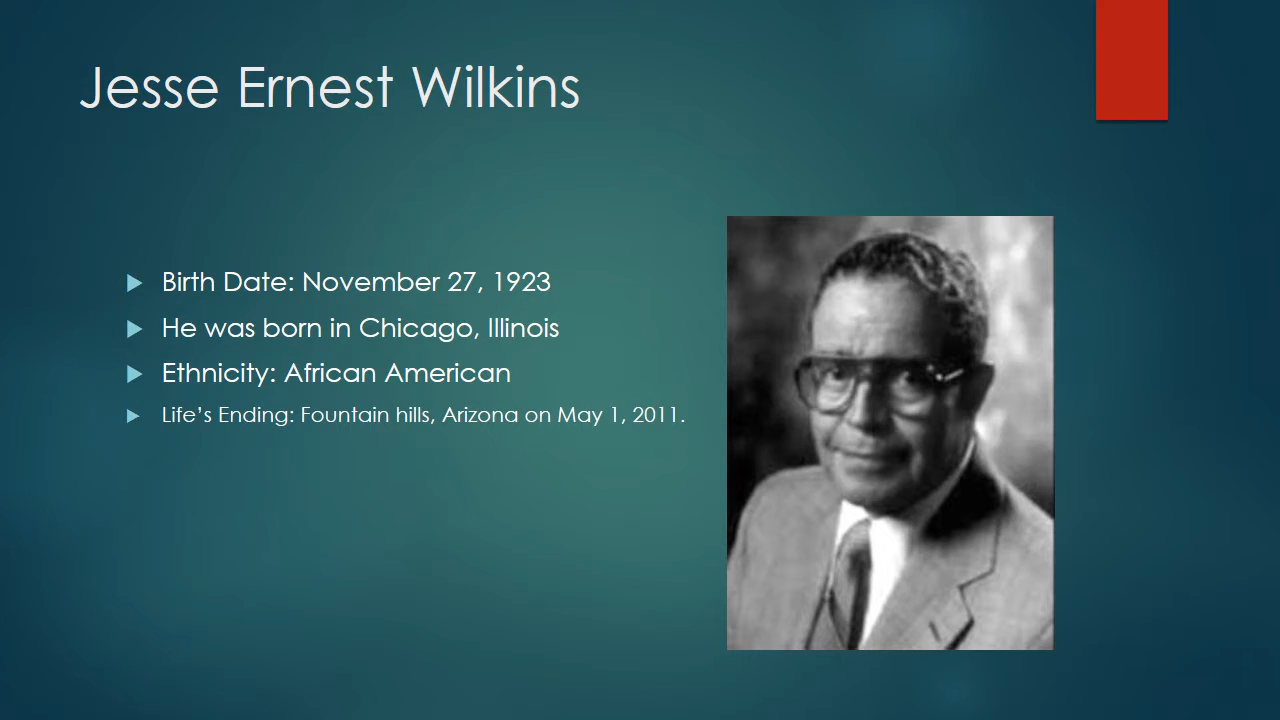 Jesse Ernest Wilkins
Birth Date: November 27, 1923
He was born in Chicago, Illinois
Ethnicity: African American
Life’s Ending: Fountain hills, Arizona on May 1, 2011.